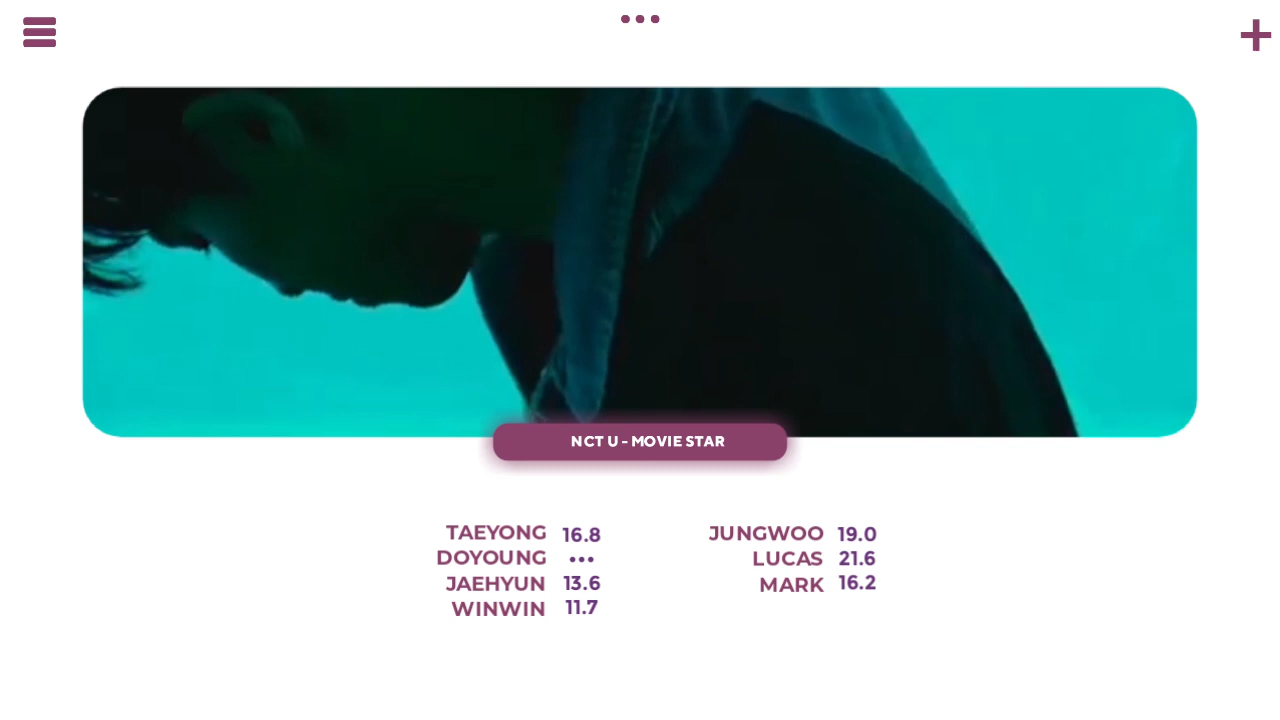 NCT U - MOVIE STAR
TAEYONG 16.8
DOYOUNG •••
JAEHYUN 13.6
WINWIN 11.7
JUNGWOO 19.0
LUCAS 21.6
MARK 16.2